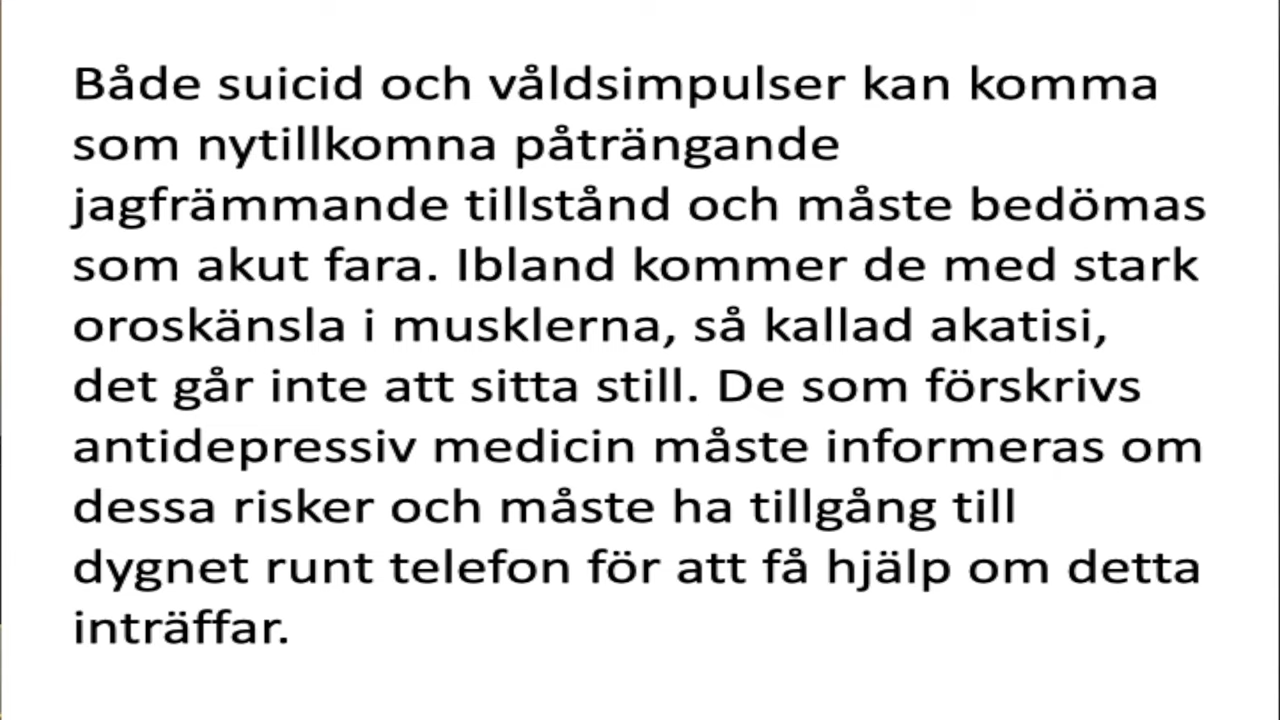 Både suicid och våldsimpulser kan komma
som nytillkomna påträngande
jagfrämmande tillstånd och måste bedömas
som akut fara. Ibland kommer de med stark
oroskänsla i musklerna, så kallad akatisi,
det går inte att sitta still. De som förskrivs
antidepressiv medicin måste informeras om
dessa risker och måste ha tillgång till
dygnet runt telefon för att få hjälp om detta
inträffar.